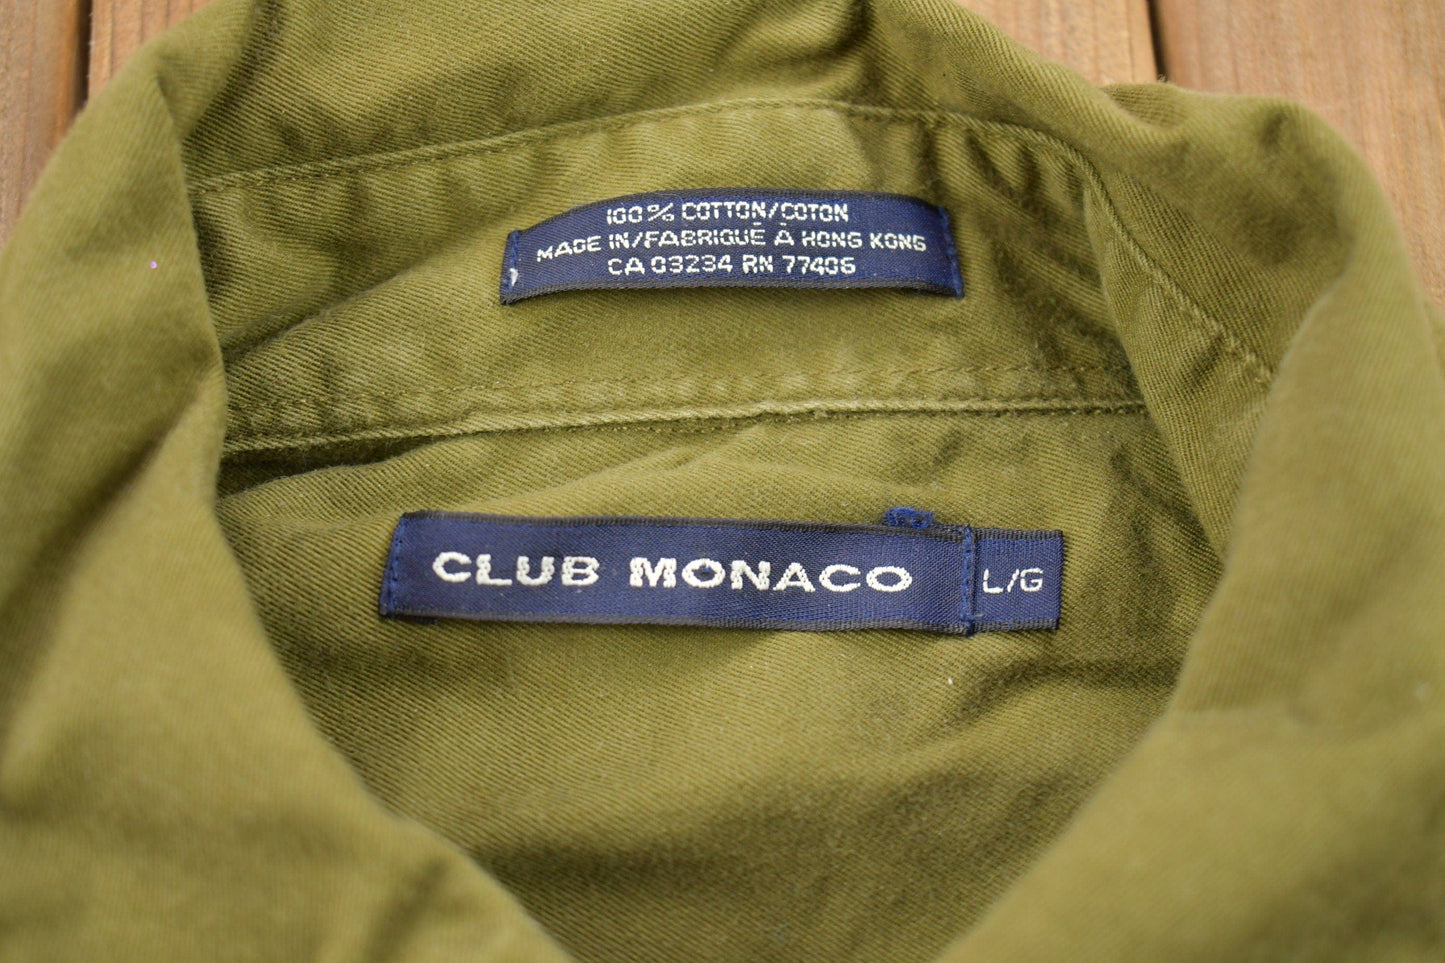 100% COTTON/COTON
MADE IN/FABRIQUÉ À HONG KONG
CA 03234 RN 77406
CLUB MONACO
L/G